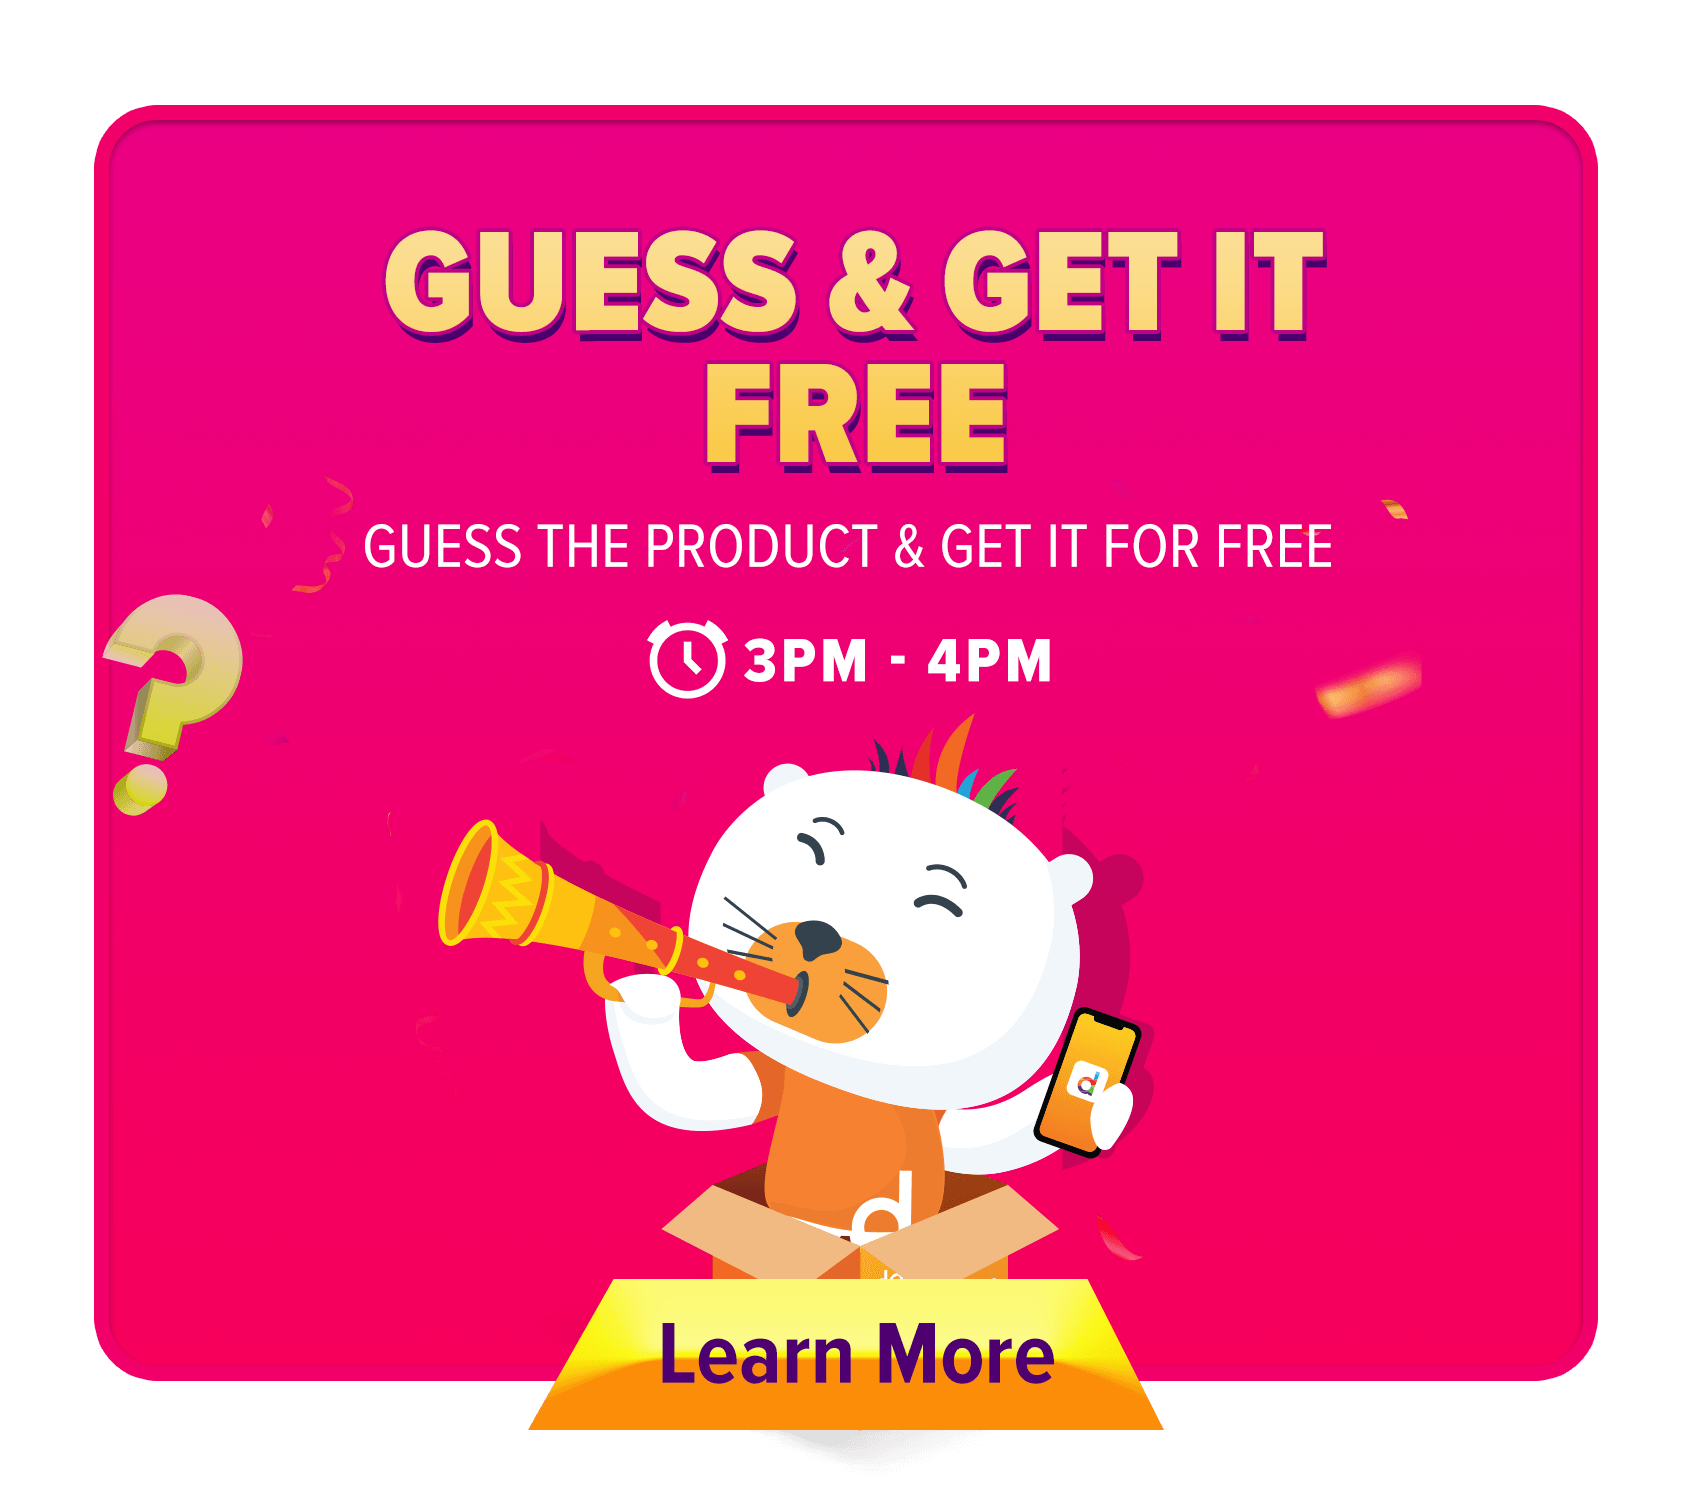 GUESS & GET IT
FREE
GUESS THE PRODUCT & GET IT FOR FREE
3PM - 4PM
d
d
Learn More